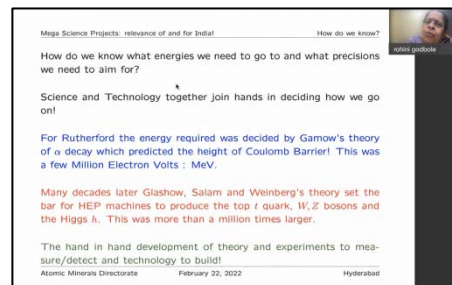 Mega Science Projects: relevance of and for India! How do we know?
rohini godbole
How do we know what energies we need to go to and what precisions
we need to aim for?
Science and Technology together join hands in deciding how we go
on!
For Rutherford the energy required was decided by Gamow's theory
of α decay which predicted the height of Coulomb Barrier! This was
a few Million Electron Volts : MeV.
Many decades later Glashow, Salam and Weinberg's theory set the
bar for HEP machines to produce the top t quark, W, Z bosons and
the Higgs h. This was more than a million times larger.
The hand in hand development of theory and experiments to mea-
sure/detect and technology to build!
Atomic Minerals Directorate February 22, 2022 Hyderabad